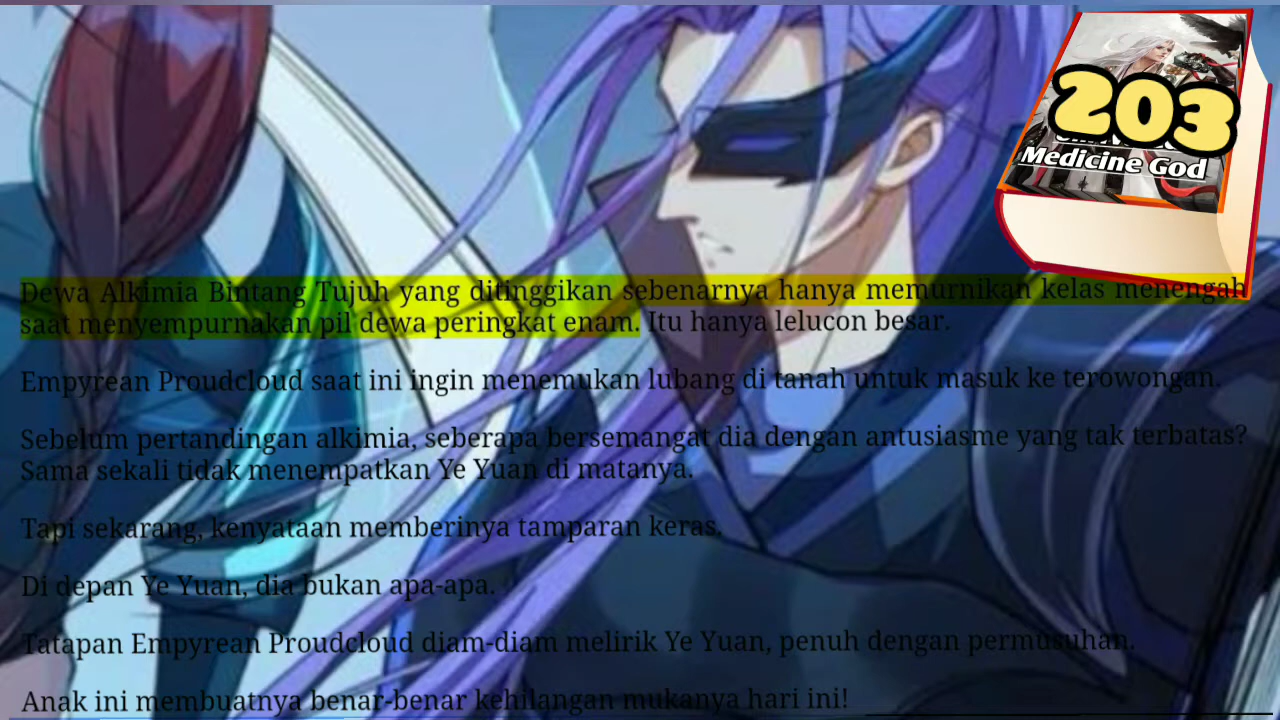 203
Medicine God
Dewa Alkimia Bintang Tujuh yang ditinggikan sebenarnya hanya memurnikan kelas menengah
saat menyempurnakan pil dewa peringkat enam. Itu hanya lelucon besar.
Empyrean Proudcloud saat ini ingin menemukan lubang di tanah untuk masuk ke terowongan.
Sebelum pertandingan alkimia, seberapa bersemangat dia dengan antusiasme yang tak terbatas?
Sama sekali tidak menempatkan Ye Yuan di matanya.
Tapi sekarang, kenyataan memberinya tamparan keras.
Di depan Ye Yuan, dia bukan apa-apa.
Tatapan Empyrean Proudcloud diam-diam melirik Ye Yuan, penuh dengan permusuhan.
Anak ini membuatnya benar-benar kehilangan mukanya hari ini!